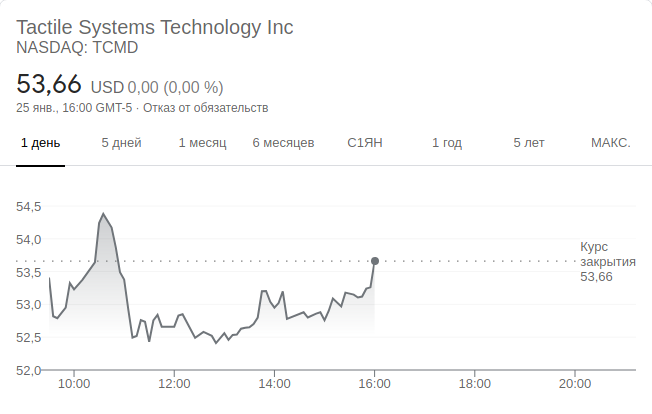 Tactile Systems Technology Inc
NASDAQ: TCMD
53,66 USD 0,00 (0,00 %)
25 янв., 16:00 GMT-5 · Отказ от обязательств
1 день 5 дней 1 месяц 6 месяцев С1ЯН 1 год 5 лет МАКС.
54,5
54,0
Курс
закрытия
53,66
53,5
53,0
52,5
52,0
10:00 12:00 14:00 16:00 18:00 20:00